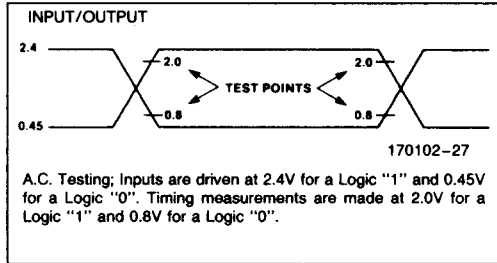 INPUT/OUTPUT
2.4
2.0
2.0
TEST POINTS
0.8
0.8
0.45
170102–27
A.C. Testing; Inputs are driven at 2.4V for a Logic "1" and 0.45V
for a Logic "0". Timing measurements are made at 2.0V for a
Logic "1" and 0.8V for a Logic "0".